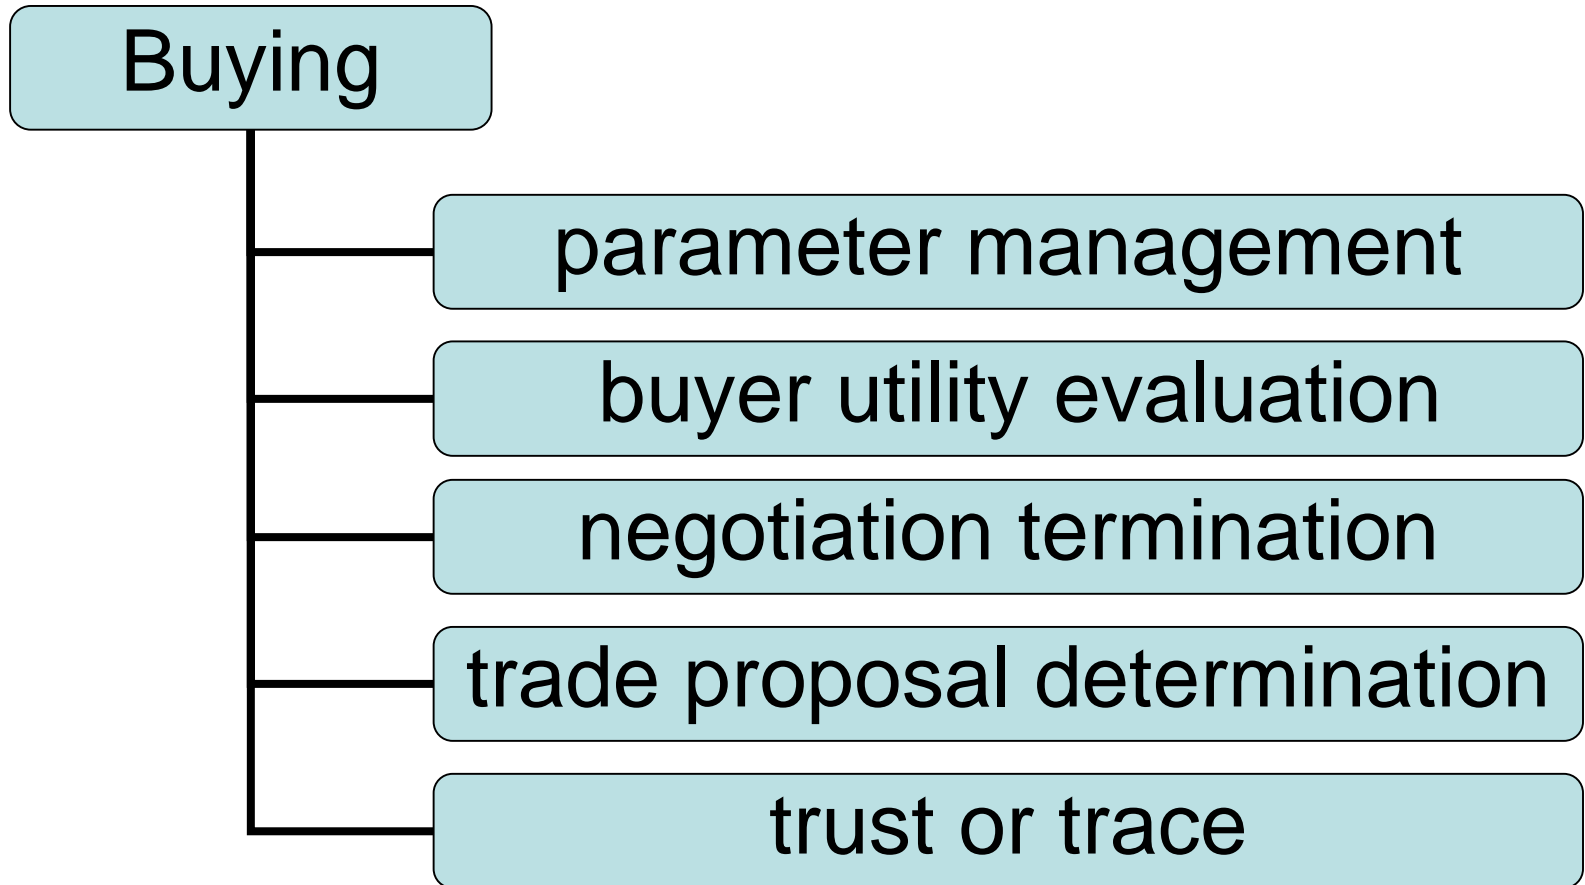 Buying
parameter management
buyer utility evaluation
negotiation termination
trade proposal determination
trust or trace